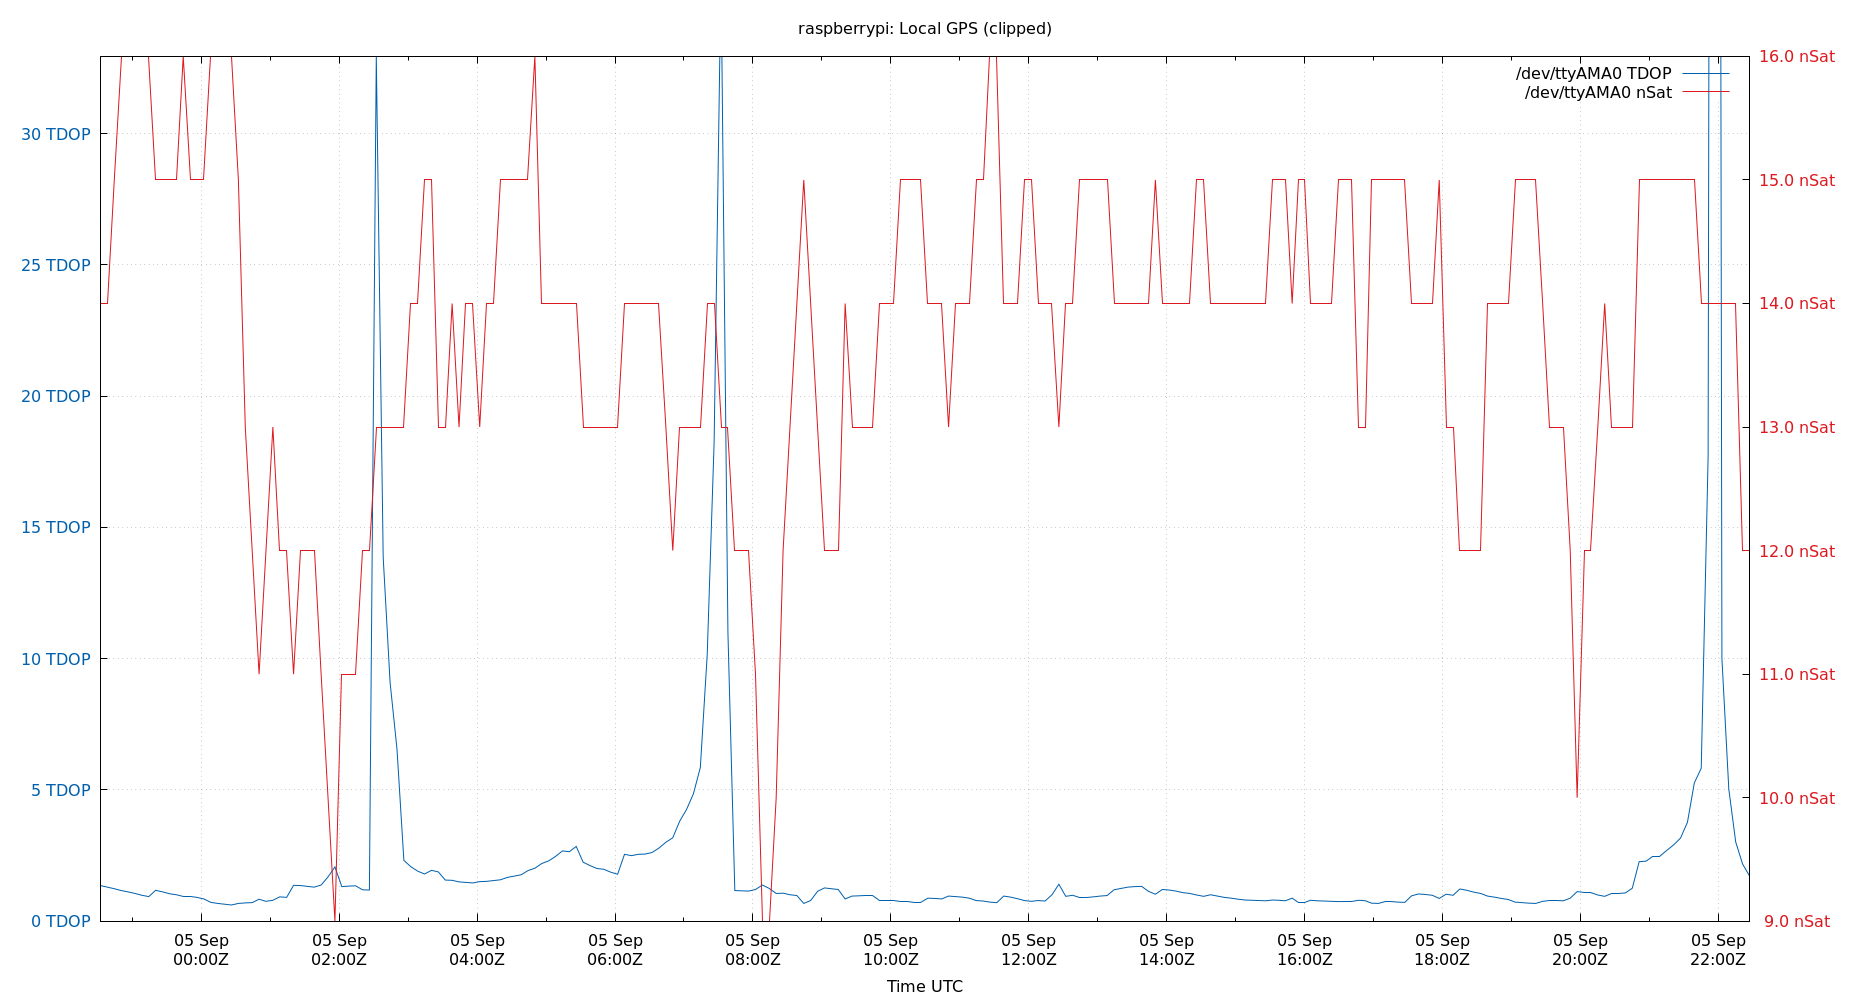 raspberrypi: Local GPS (clipped)
/dev/ttyAMA0 TDOP
/dev/ttyAMA0 nSat
30 TDOP
25 TDOP
20 TDOP
15 TDOP
10 TDOP
5 TDOP
0 TDOP
16.0 nSat
15.0 nSat
14.0 nSat
13.0 nSat
12.0 nSat
11.0 nSat
10.0 nSat
9.0 nSat
05 Sep 05 Sep 05 Sep 05 Sep 05 Sep 05 Sep 05 Sep 05 Sep 05 Sep 05 Sep 05 Sep 05 Sep
00:00Z 02:00Z 04:00Z 06:00Z 08:00Z 10:00Z 12:00Z 14:00Z 16:00Z 18:00Z 20:00Z 22:00Z
Time UTC